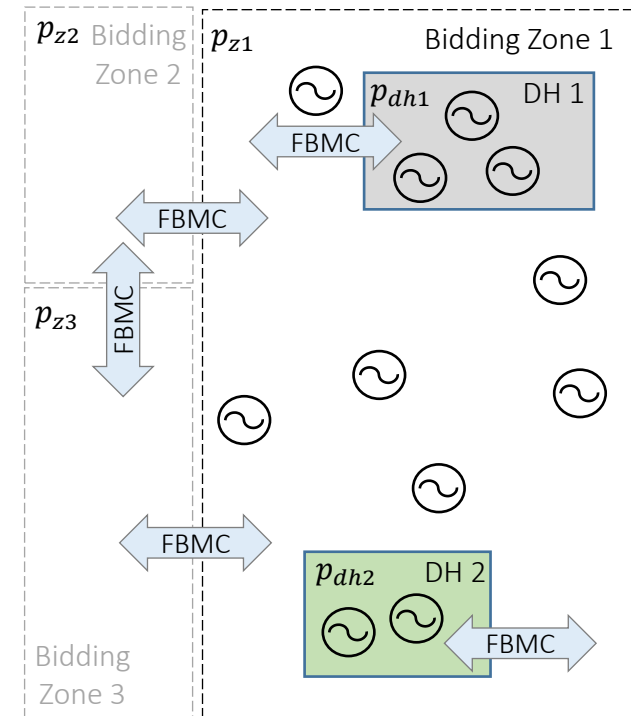 p_z2
Bidding
Zone 2
p_z1
Bidding Zone 1
p_dh1
DH 1
FBMC
FBMC
FBMC
p_z3
FBMC
p_dh2
DH 2
FBMC
Bidding
Zone 3